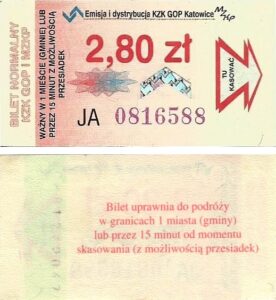 BILET NORMALNY
KZK GOP I MZKP
WAŻNY W 1 MIEŚCIE (GMINIE) LUB
PRZEZ 15 MINUT Z MOŻLIWOŚCIĄ
PRZESIADEK
Emisja i dystrybucja KZK GOP Katowice
2,80 zł
JA 0816588
TU
KASOWAĆ
Bilet uprawnia do podróży
w granicach 1 miasta (gminy)
lub przez 15 minut od momentu
skasowania (z możliwością przesiadek)